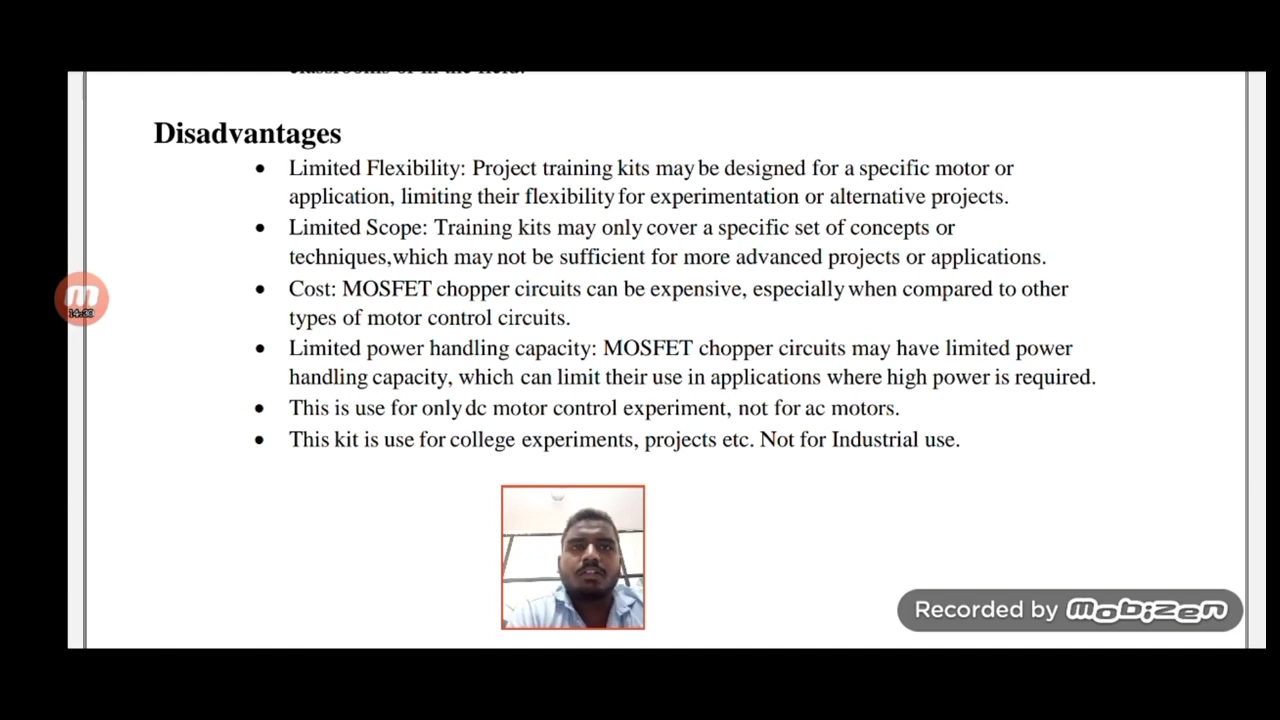 Disadvantages
• Limited Flexibility: Project training kits may be designed for a specific motor or
application, limiting their flexibility for experimentation or alternative projects.
• Limited Scope: Training kits may only cover a specific set of concepts or
techniques,which may not be sufficient for more advanced projects or applications.
• Cost: MOSFET chopper circuits can be expensive, especially when compared to other
types of motor control circuits.
• Limited power handling capacity: MOSFET chopper circuits may have limited power
handling capacity, which can limit their use in applications where high power is required.
• This is use for only dc motor control experiment, not for ac motors.
• This kit is use for college experiments, projects etc. Not for Industrial use.
Recorded by mobizen